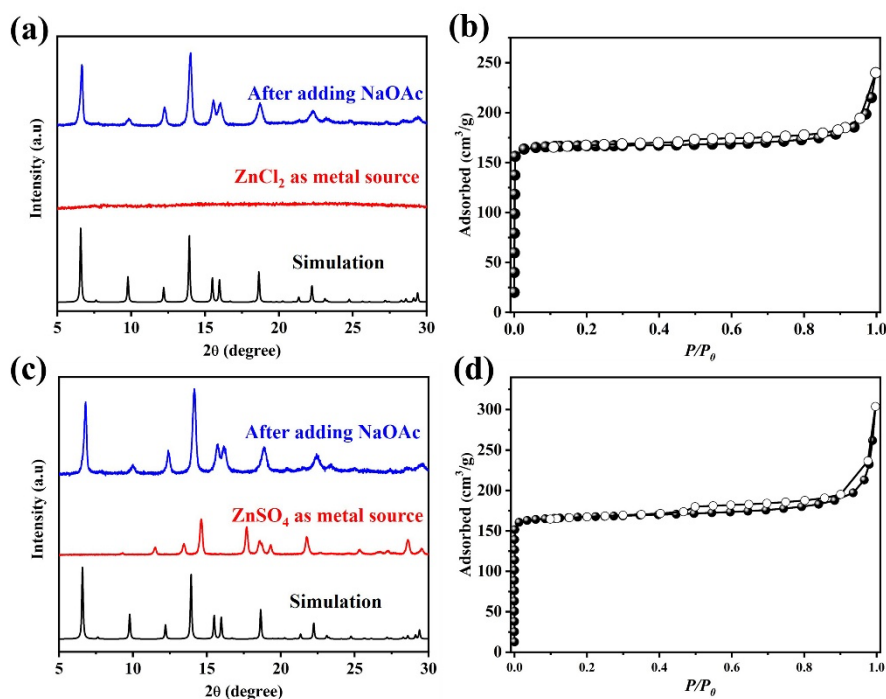 (a)
After adding NaOAc
ZnCl2 as metal source
Simulation
Intensity (a.u)
5 10 15 20 25 30
2θ (degree)
(b)
250
200
150
100
50
0
Adsorbed (cm3/g)
0.0 0.2 0.4 0.6 0.8 1.0
P/P0
(c)
After adding NaOAc
ZnSO4 as metal source
Simulation
Intensity (a.u)
5 10 15 20 25 30
2θ (degree)
(d)
300
250
200
150
100
50
0
Adsorbed (cm3/g)
0.0 0.2 0.4 0.6 0.8 1.0
P/P0